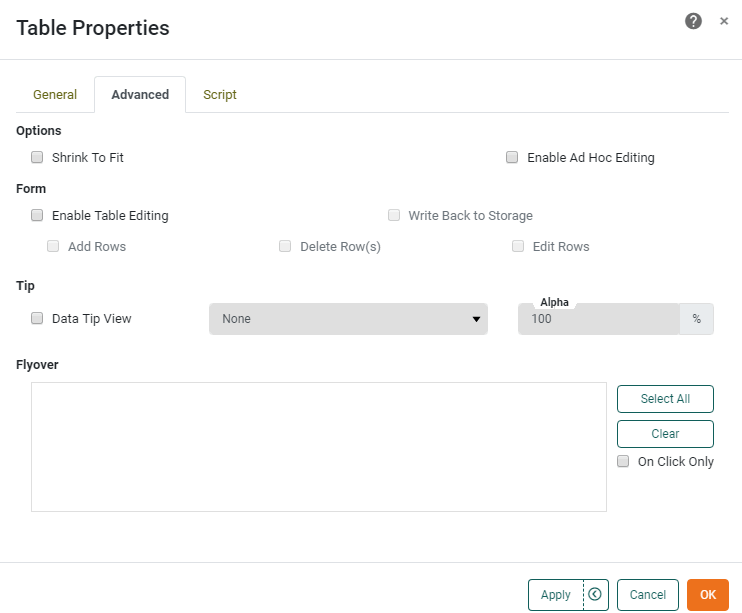 Table Properties
? ×
General Advanced Script
Options
Shrink To Fit Enable Ad Hoc Editing
Form
Enable Table Editing Write Back to Storage
Add Rows Delete Row(s) Edit Rows
Tip
Alpha
Data Tip View None 100 %
Flyover
Select All
Clear
On Click Only
Apply Cancel OK